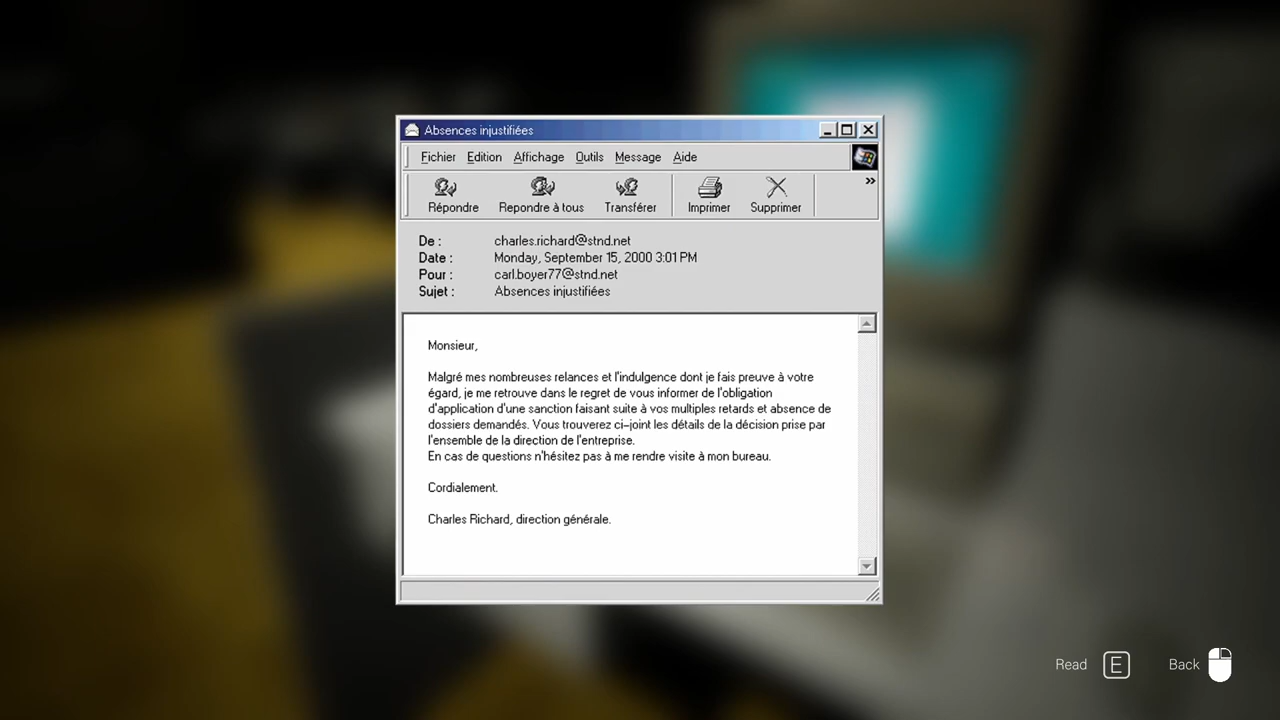 Absences injustifiées
Fichier Edition Affichage Outils Message Aide
»
Répondre Repondre à tous Transférer Imprimer Supprimer
De : charles.richard@stnd.net
Date : Monday, September 15, 2000 3:01 PM
Pour : carl.boyer77@stnd.net
Sujet : Absences injustifiées
Monsieur,
Malgré mes nombreuses relances et l'indulgence dont je fais preuve à votre
égard, je me retrouve dans le regret de vous informer de l'obligation
d'application d'une sanction faisant suite à vos multiples retards et absence de
dossiers demandés. Vous trouverez ci-joint les détails de la décision prise par
l'ensemble de la direction de l'entreprise.
En cas de questions n'hésitez pas à me rendre visite à mon bureau.
Cordialement.
Charles Richard, direction générale.
Read E Back